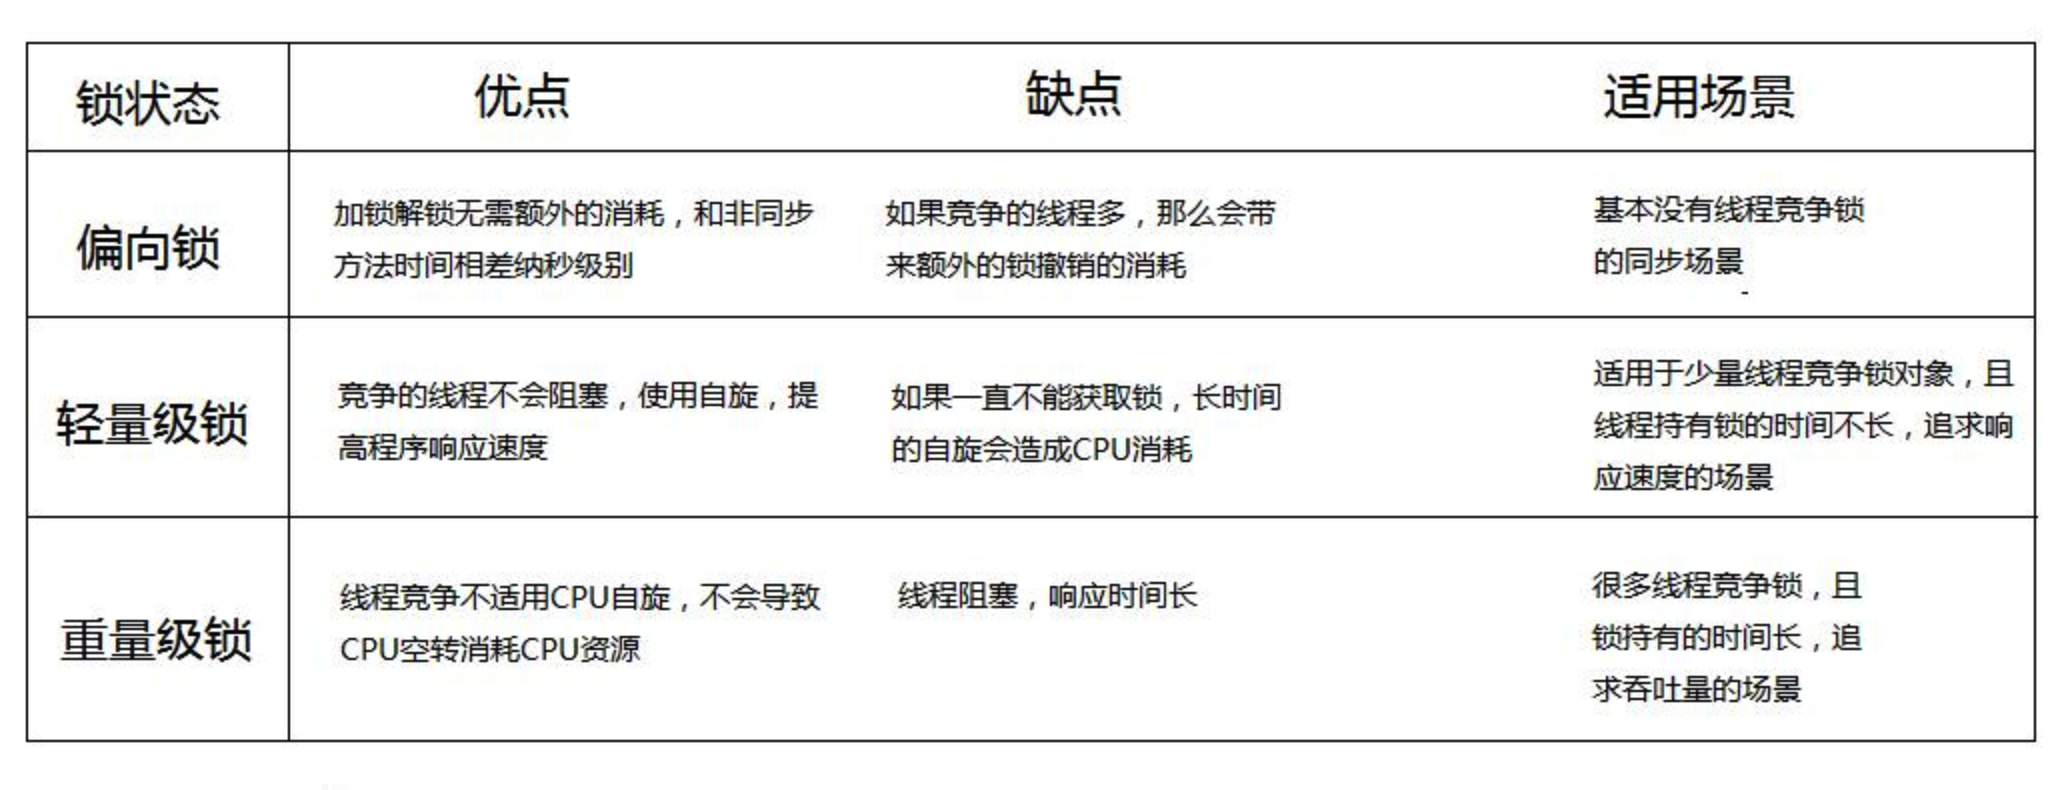 锁状态
优点
缺点
适用场景
偏向锁
加锁解锁无需额外的消耗，和非同步
方法时间相差纳秒级别
如果竞争的线程多，那么会带
来额外的锁撤销的消耗
基本没有线程竞争锁
的同步场景
轻量级锁
竞争的线程不会阻塞，使用自旋，提
高程序响应速度
如果一直不能获取锁，长时间
的自旋会造成CPU消耗
适用于少量线程竞争锁对象，且
线程持有锁的时间不长，追求响
应速度的场景
重量级锁
线程竞争不适用CPU自旋，不会导致
CPU空转消耗CPU资源
线程阻塞，响应时间长
很多线程竞争锁，且
锁持有的时间长，追
求吞吐量的场景